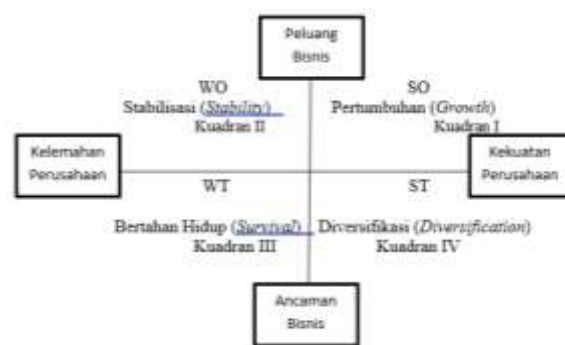 Peluang
Bisnis
WO
SO
Stabilisasi (Stability)
Pertumbuhan (Growth)
Kuadran II
Kuadran I
Kelemahan
Perusahaan
Kekuatan
Perusahaan
WT
ST
Bertahan Hidup (Survival)
Diversifikasi (Diversification)
Kuadran III
Kuadran IV
Ancaman
Bisnis